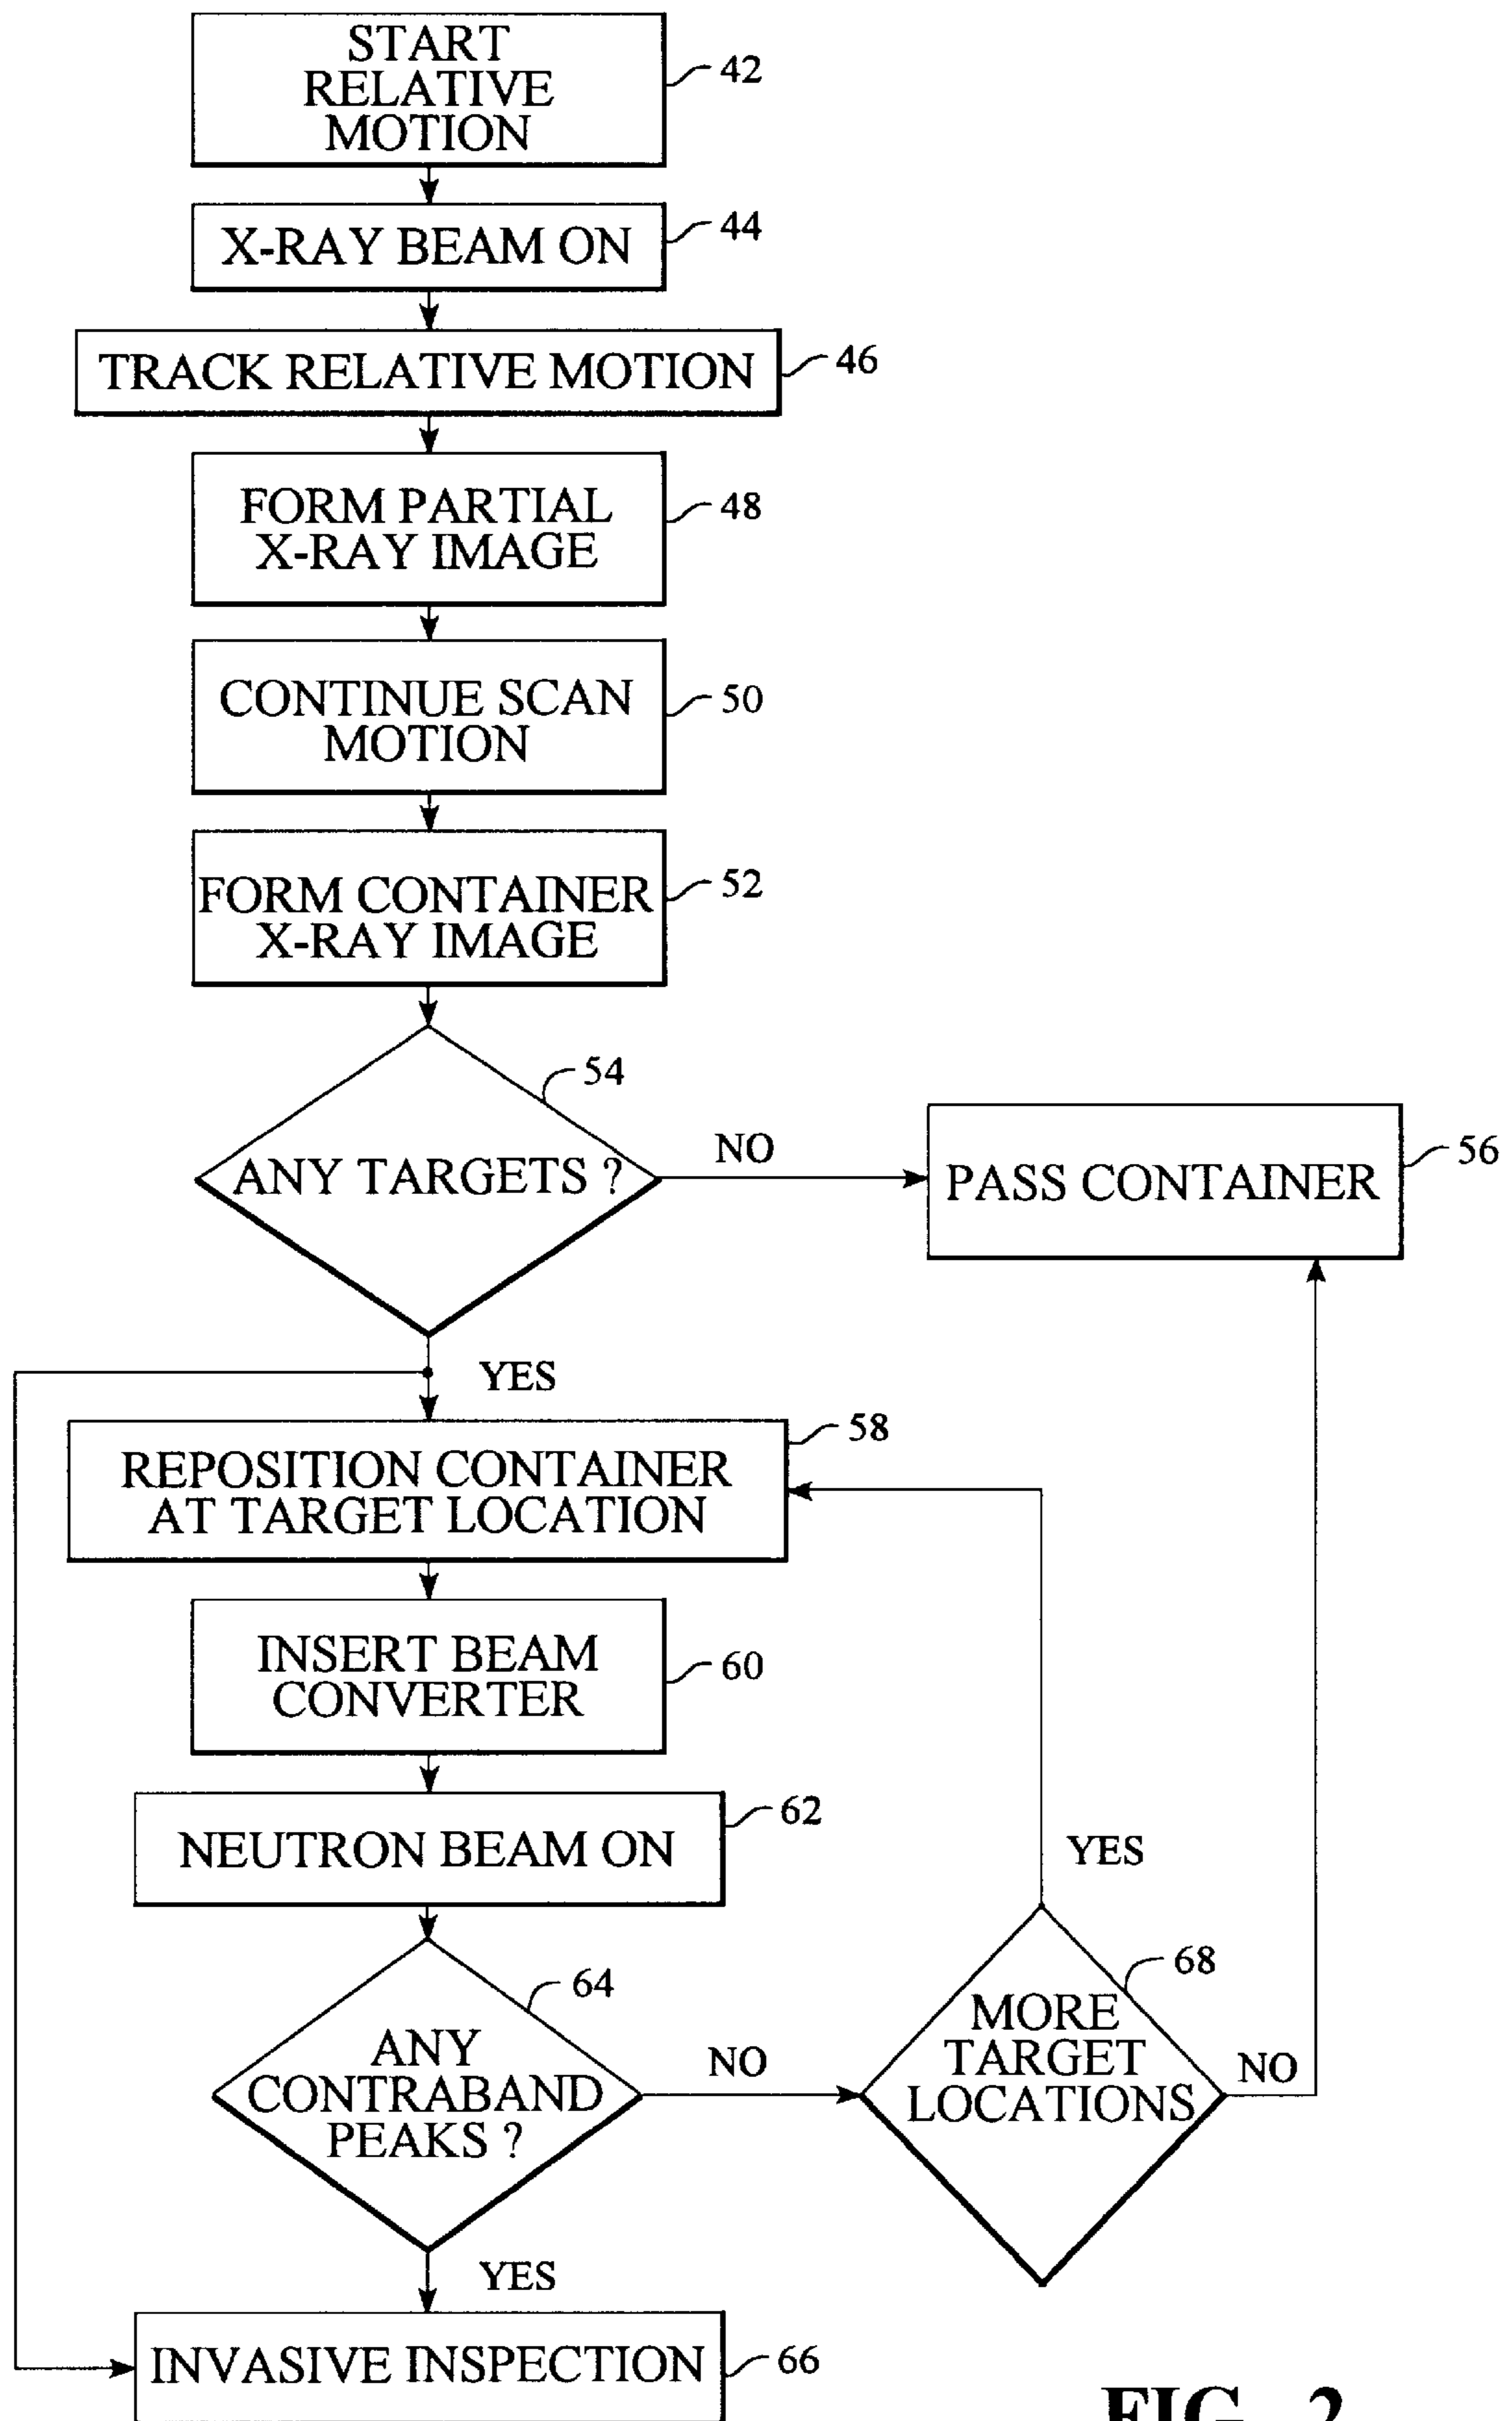 START
RELATIVE
MOTION
42
X-RAY BEAM ON
44
TRACK RELATIVE MOTION
46
FORM PARTIAL
X-RAY IMAGE
48
CONTINUE SCAN
MOTION
50
FORM CONTAINER
X-RAY IMAGE
52
54
ANY TARGETS ?
NO
PASS CONTAINER
56
YES
REPOSITION CONTAINER
AT TARGET LOCATION
58
INSERT BEAM
CONVERTER
60
NEUTRON BEAM ON
62
64
ANY
CONTRABAND
PEAKS ?
NO
YES
68
MORE
TARGET
LOCATIONS
NO
YES
INVASIVE INSPECTION
66
FIG. 2